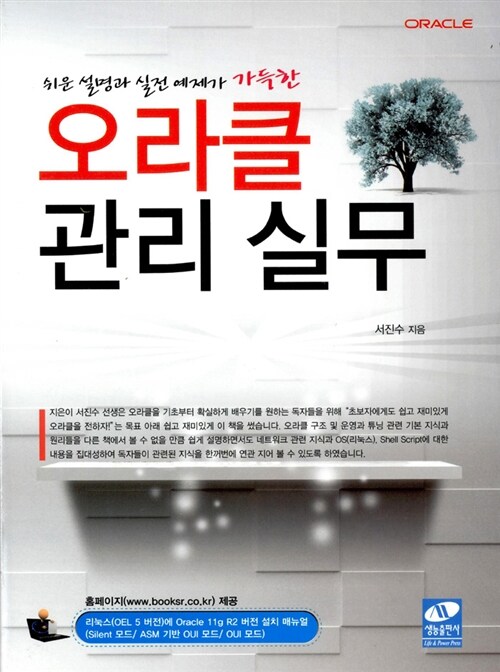 ORACLE
쉬운 설명과 실전 예제가 가득한
오라클
관리 실무
서진수 지음
지은이 서진수 선생은 오라클을 기초부터 확실하게 배우기를 원하는 독자들을 위해 "초보자에게도 쉽고 재미있게
오라클을 전하자!"는 목표 아래 쉽고 재미있게 이 책을 썼습니다. 오라클 구조 및 운영과 튜닝 관련 기본 지식과
원리들을 다른 책에서 볼 수 없을 만큼 쉽게 설명하면서도 네트워크 관련 지식과 OS(리눅스), Shell Script에 대한
내용을 집대성하여 독자들이 관련된 지식을 한꺼번에 연관 지어 볼 수 있도록 하였습니다.
홈페이지(www.booksr.co.kr) 제공
리눅스(OEL 5 버전)에 Oracle 11g R2 버전 설치 매뉴얼
(Silent 모드/ ASM 기반 OUI 모드/ OUI 모드)
생능출판사
Life & Power Press